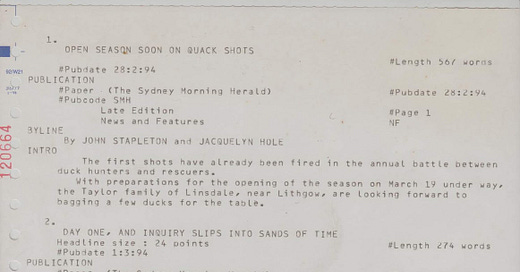 1.
OPEN SEASON SOON ON QUACK SHOTS
#Length 567 words
#Pubdate 28:2:94
PUBLICATION
#Paper (The Sydney Morning Herald) #Pubdate 28:2:94
#Pubcode SMH
Late Edition #Page 1
News and Features NF
BYLINE
By JOHN STAPLETON and JACQUELYN HOLE
INTRO
The first shots have already been fired in the annual battle between
duck hunters and rescuers.
With preparations for the opening of the season on March 19 under way,
the Taylor family of Linsdale, near Lithgow, are looking forward to
bagging a few ducks for the table.
2.
DAY ONE, AND INQUIRY SLIPS INTO SANDS OF TIME
Headline size : 24 points #Length 274 words
#Pubdate 1:3:94
PUBLICATION
120664